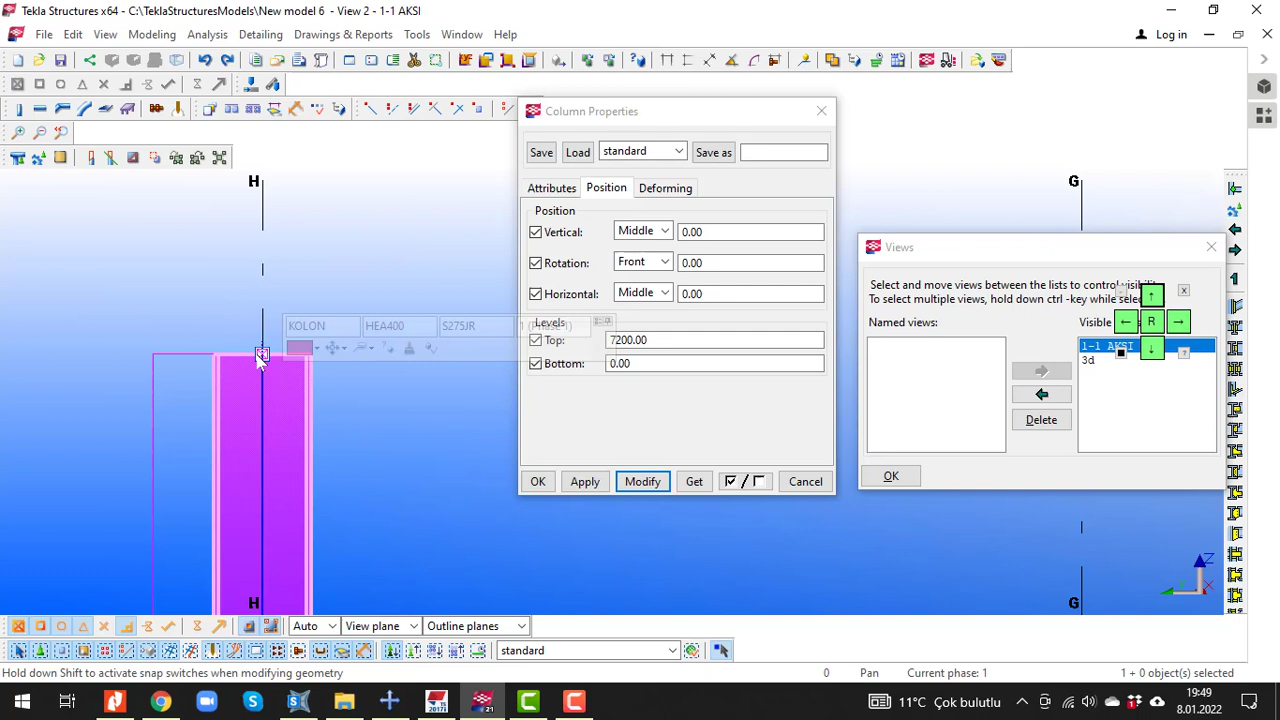 Tekla Structures x64 - C:\TeklaStructuresModels\New model 6 - View 2 - 1-1 AKSI
File Edit View Modeling Analysis Detailing Drawings & Reports Tools Window Help
Log in
Column Properties
Save Load standard Save as
Attributes Position Deforming
Position
Vertical: Middle 0.00
Rotation: Front 0.00
Horizontal: Middle 0.00
Levels
Top: 7200.00
Bottom: 0.00
OK Apply Modify Get / Cancel
H
G
KOLON HEA400 S275JR 1 (Phase 1)
Views
Select and move views between the lists to control visibility.
To select multiple views, hold down ctrl -key while
Named views:
Visible
1-1 AKSI
3d
R
x
?
Delete
OK
Z
H
G
Auto View plane Outline planes
standard
Hold down Shift to activate snap switches when modifying geometry
0 Pan Current phase: 1 1 + 0 object(s) selected
11°C Çok bulutlu
19:49
8.01.2022